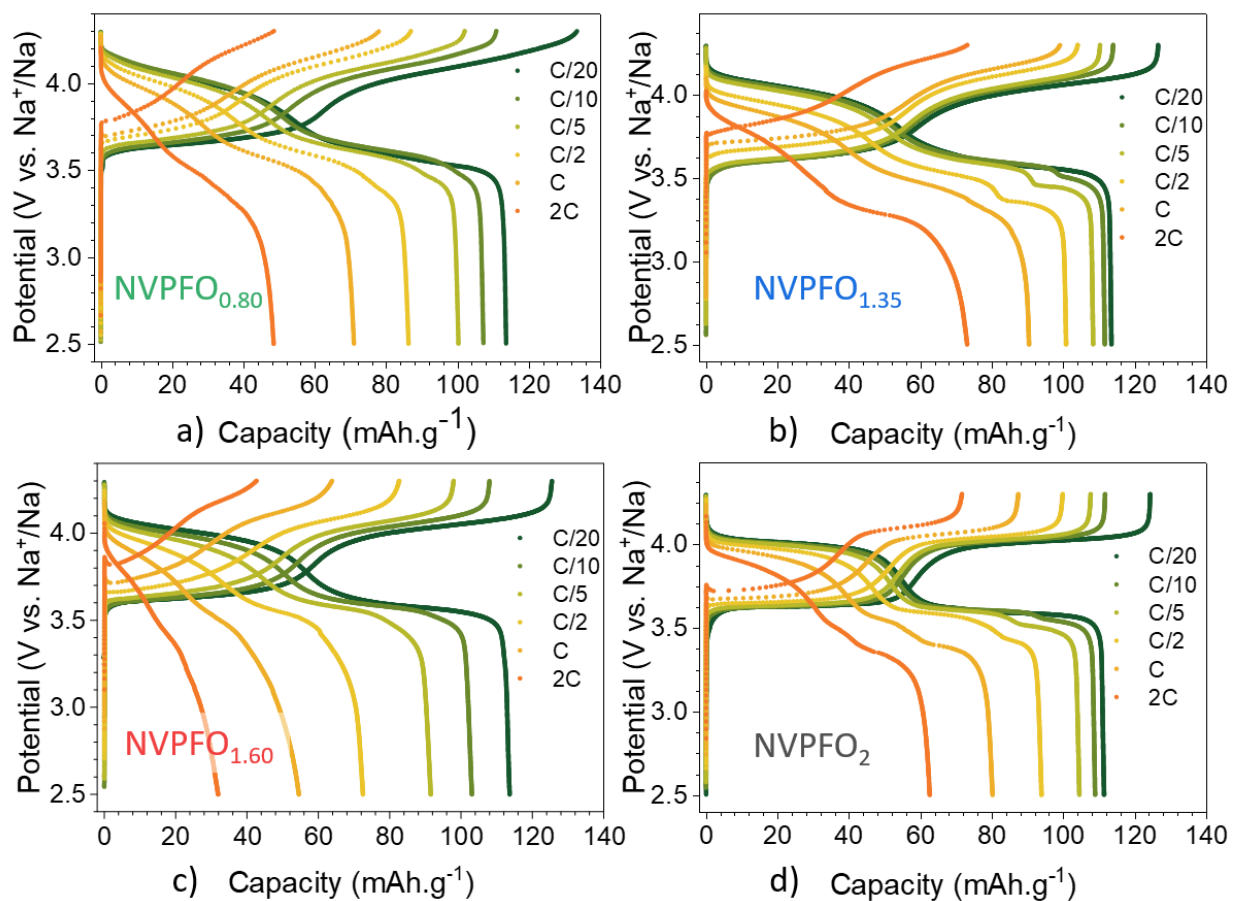 Potential (V vs. Na⁺/Na)
4.0
3.5
3.0
2.5
C/20
C/10
C/5
C/2
C
2C
NVPFO₀.₈₀
0 20 40 60 80 100 120 140
a) Capacity (mAh.g⁻¹)
Potential (V vs. Na⁺/Na)
4.0
3.5
3.0
2.5
C/20
C/10
C/5
C/2
C
2C
NVPFO₁.₃₅
0 20 40 60 80 100 120 140
b) Capacity (mAh.g⁻¹)
Potential (V vs. Na⁺/Na)
4.0
3.5
3.0
2.5
C/20
C/10
C/5
C/2
C
2C
NVPFO₁.₆₀
0 20 40 60 80 100 120 140
c) Capacity (mAh.g⁻¹)
Potential (V vs. Na⁺/Na)
4.0
3.5
3.0
2.5
C/20
C/10
C/5
C/2
C
2C
NVPFO₂
0 20 40 60 80 100 120 140
d) Capacity (mAh.g⁻¹)